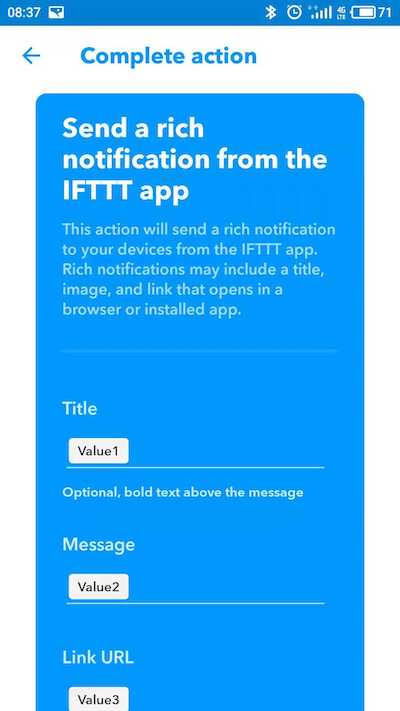 08:37 4G LTE 71
Complete action
Send a rich
notification from the
IFTTT app
This action will send a rich notification
to your devices from the IFTTT app.
Rich notifications may include a title,
image, and link that opens in a
browser or installed app.
Title
Value1
Optional, bold text above the message
Message
Value2
Link URL
Value3